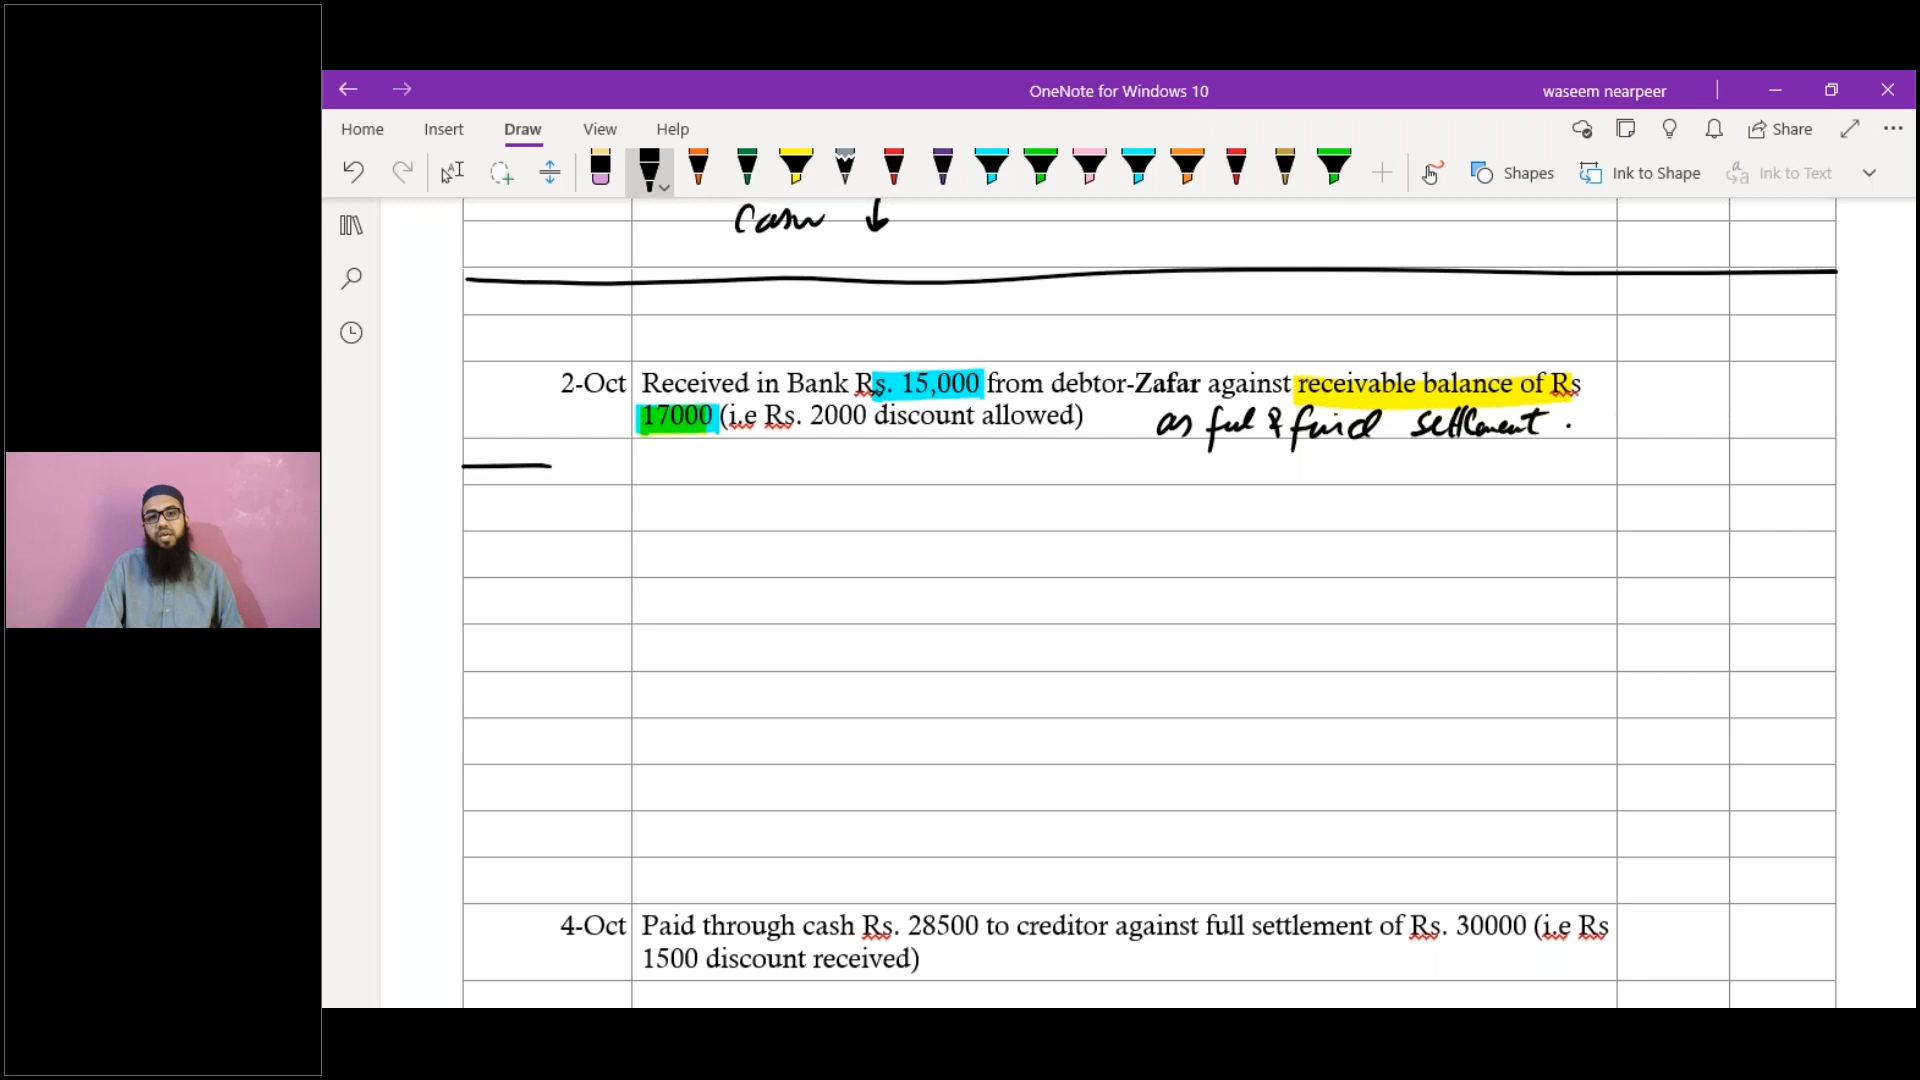 OneNote for Windows 10
waseem nearpeer
Home Insert Draw View Help
Share
Shapes
Ink to Shape
Ink to Text
Cash ↓
2-Oct Received in Bank Rs. 15,000 from debtor-Zafar against receivable balance of Rs
17000 (i.e Rs. 2000 discount allowed)
as ful & finid settlement .
4-Oct Paid through cash Rs. 28500 to creditor against full settlement of Rs. 30000 (i.e Rs
1500 discount received)